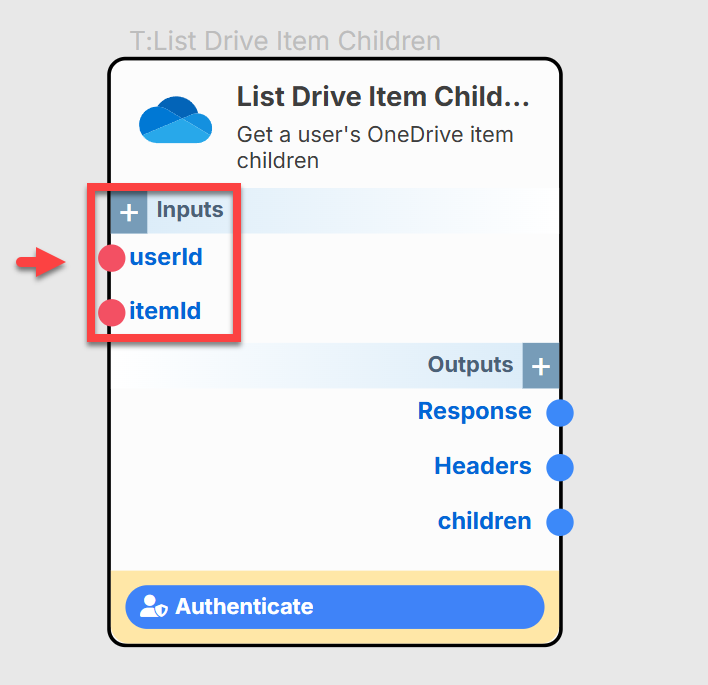 T:List Drive Item Children
List Drive Item Child...
Get a user's OneDrive item
children
+ Inputs
userId
itemId
Outputs +
Response
Headers
children
Authenticate